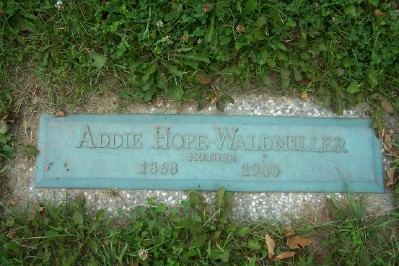 ADDIE HOPE-WALDMILLER
MOTHER
1868 1940